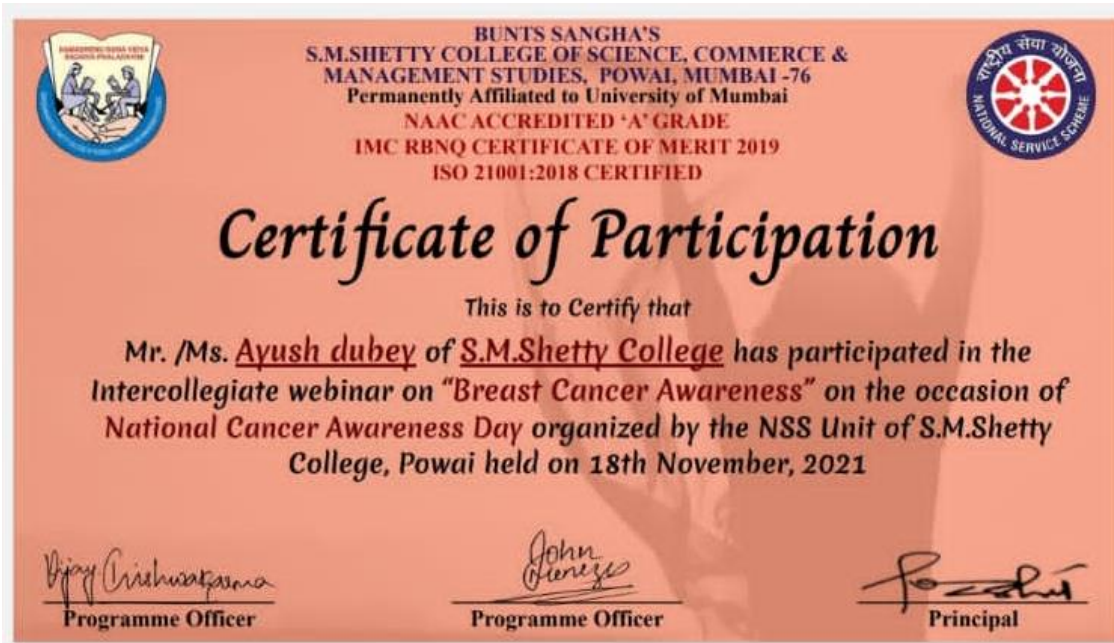 BUNTS SANGHA'S
S.M.SHETTY COLLEGE OF SCIENCE, COMMERCE &
MANAGEMENT STUDIES, POWAI, MUMBAI -76
Permanently Affiliated to University of Mumbai
NAAC ACCREDITED 'A' GRADE
IMC RBNQ CERTIFICATE OF MERIT 2019
ISO 21001:2018 CERTIFIED
राष्ट्रीय सेवा योजना
NATIONAL SERVICE SCHEME
Certificate of Participation
This is to Certify that
Mr. /Ms. Ayush dubey of S.M.Shetty College has participated in the
Intercollegiate webinar on "Breast Cancer Awareness" on the occasion of
National Cancer Awareness Day organized by the NSS Unit of S.M.Shetty
College, Powai held on 18th November, 2021
Vijay Vishwakarma
John
Programme Officer
Programme Officer
Principal